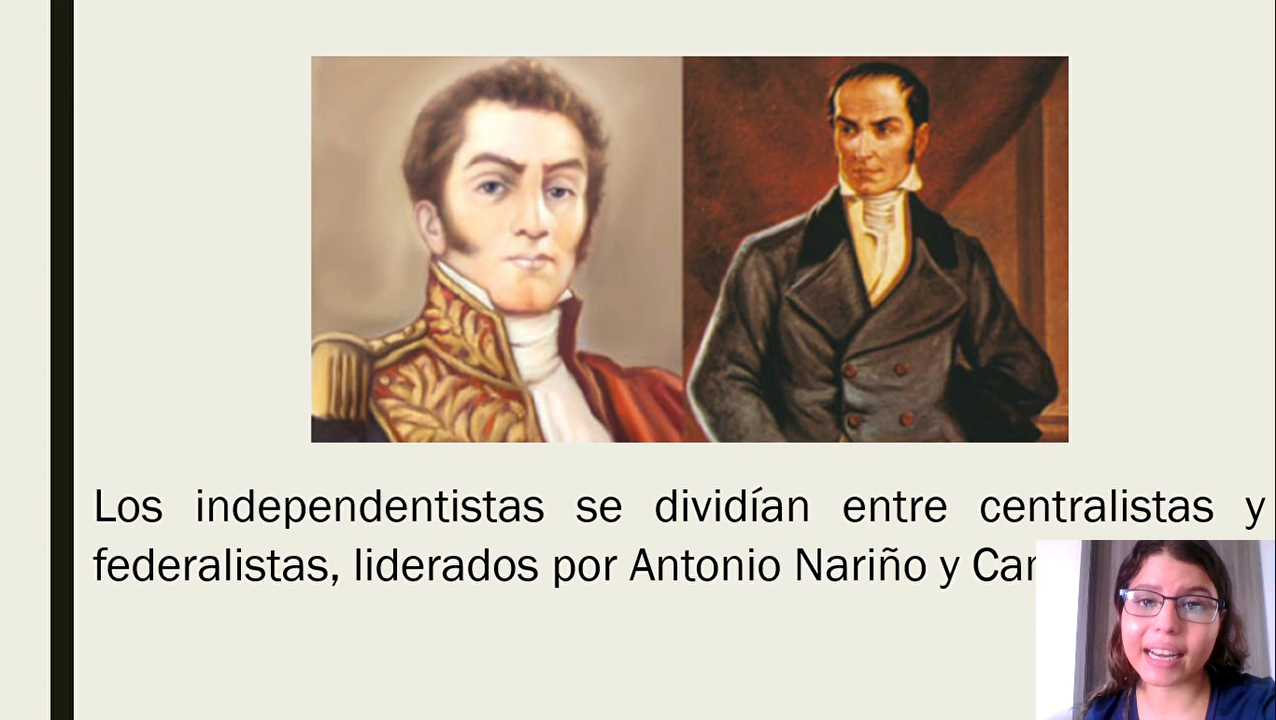 Los independentistas se dividían entre centralistas y
federalistas, liderados por Antonio Nariño y